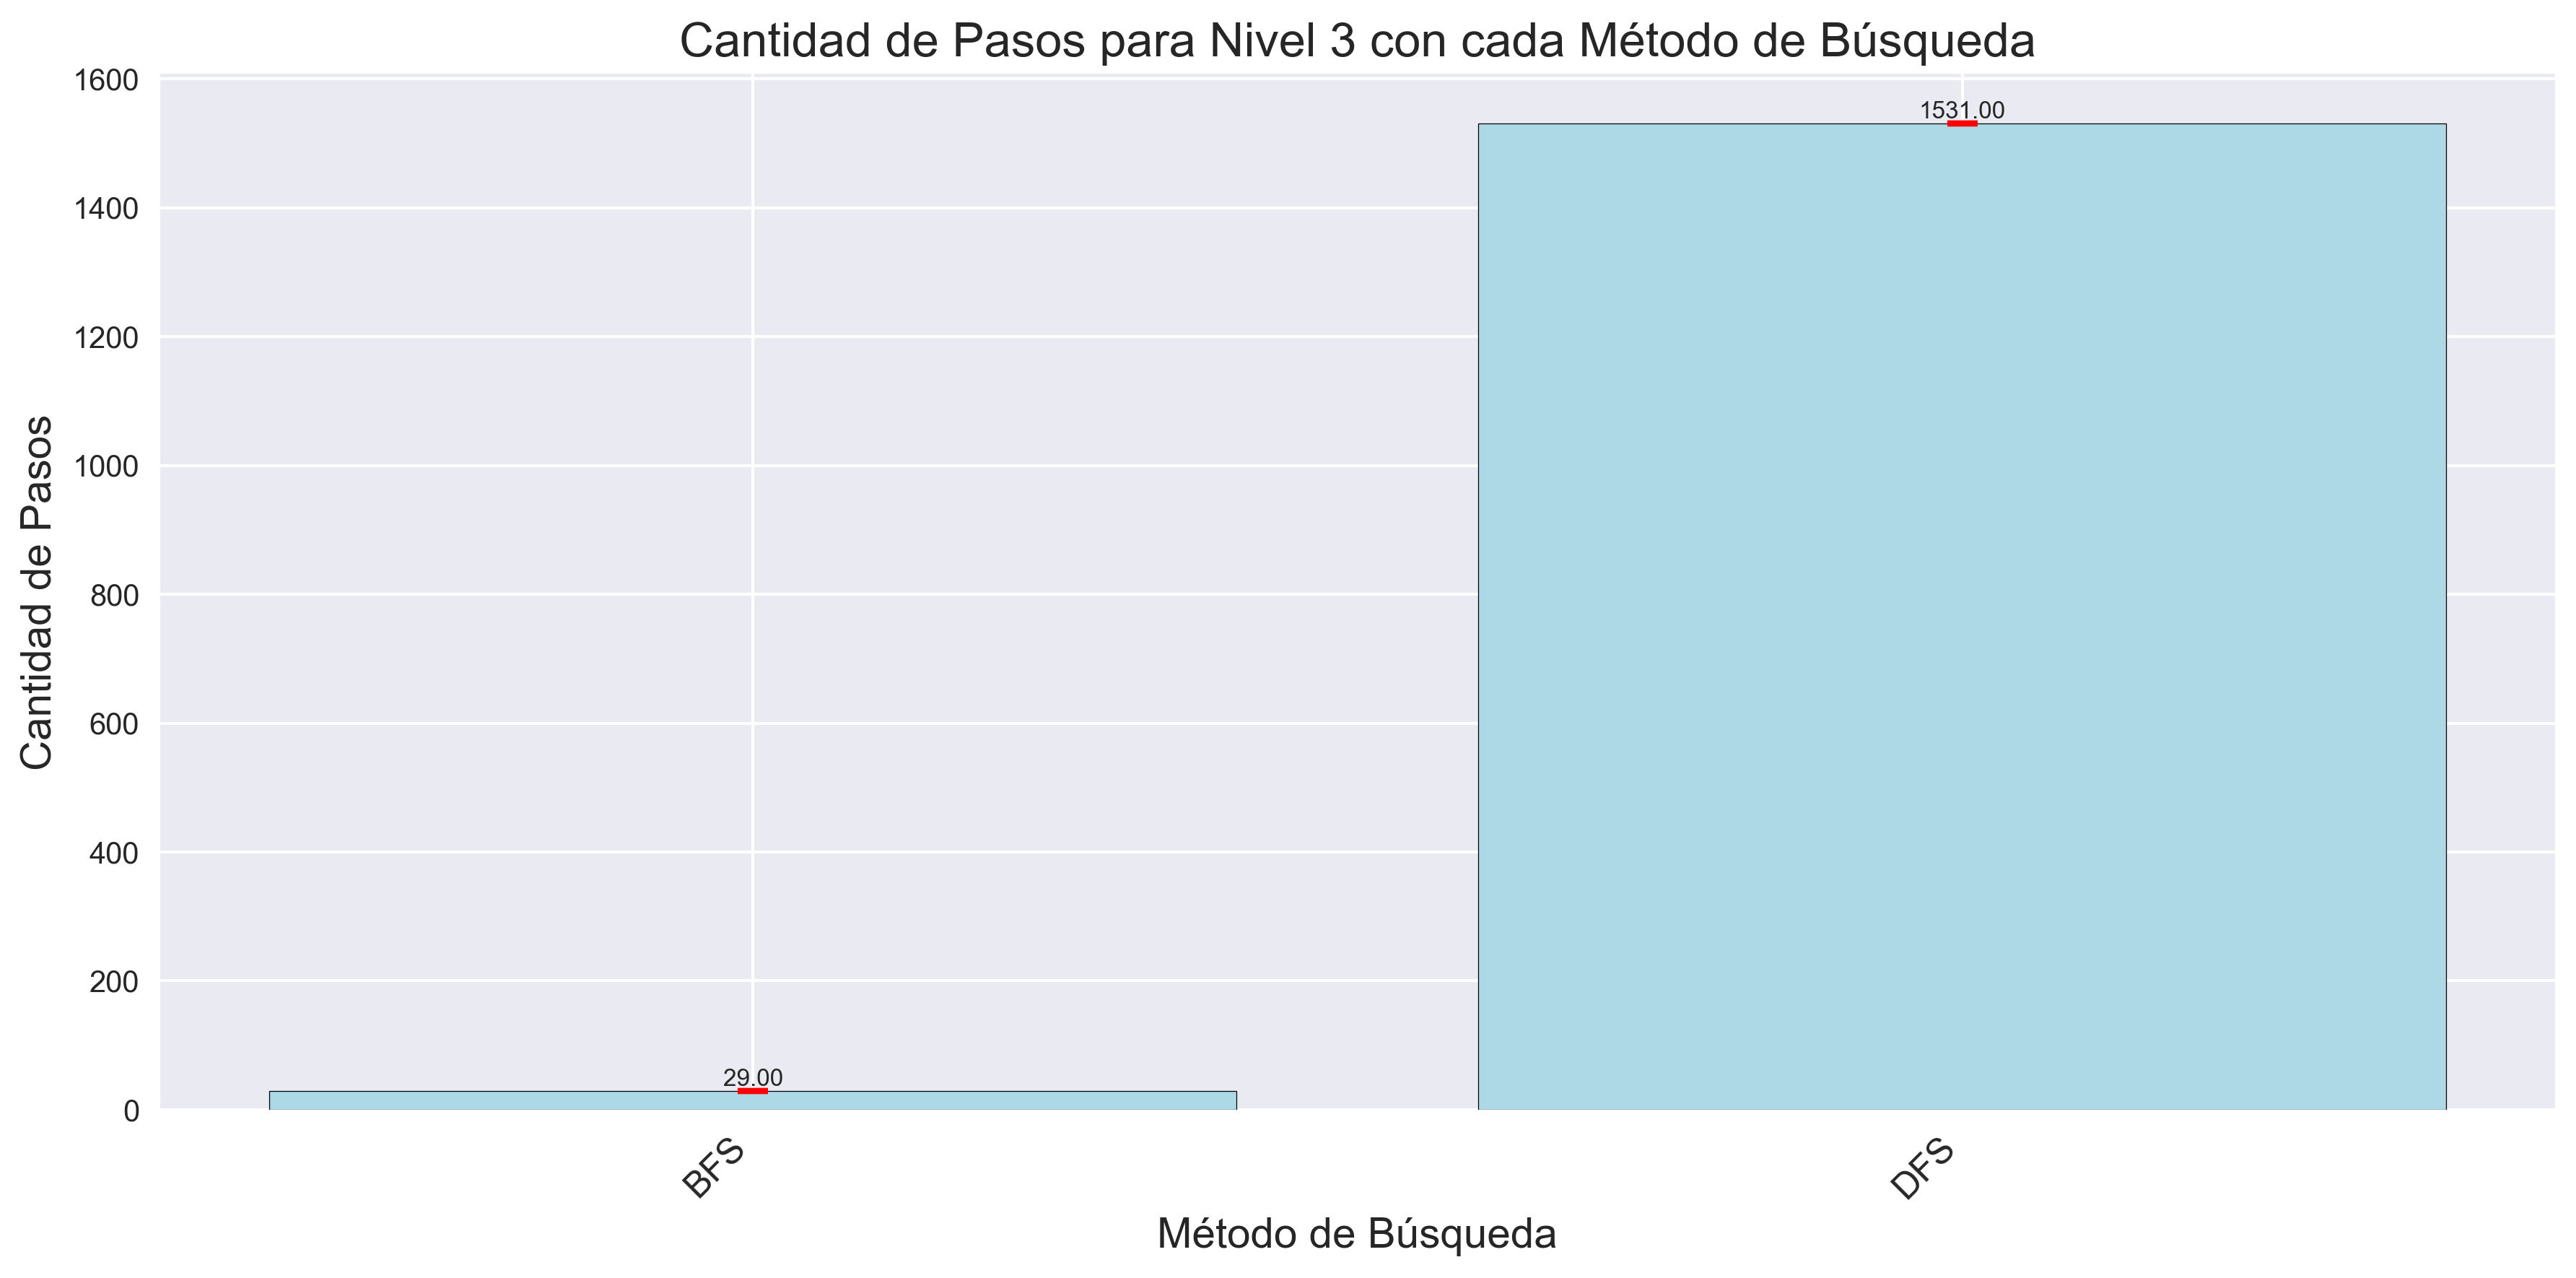 Cantidad de Pasos para Nivel 3 con cada Método de Búsqueda
Cantidad de Pasos
1600
1400
1200
1000
800
600
400
200
0
29.00
1531.00
BFS
DFS
Método de Búsqueda